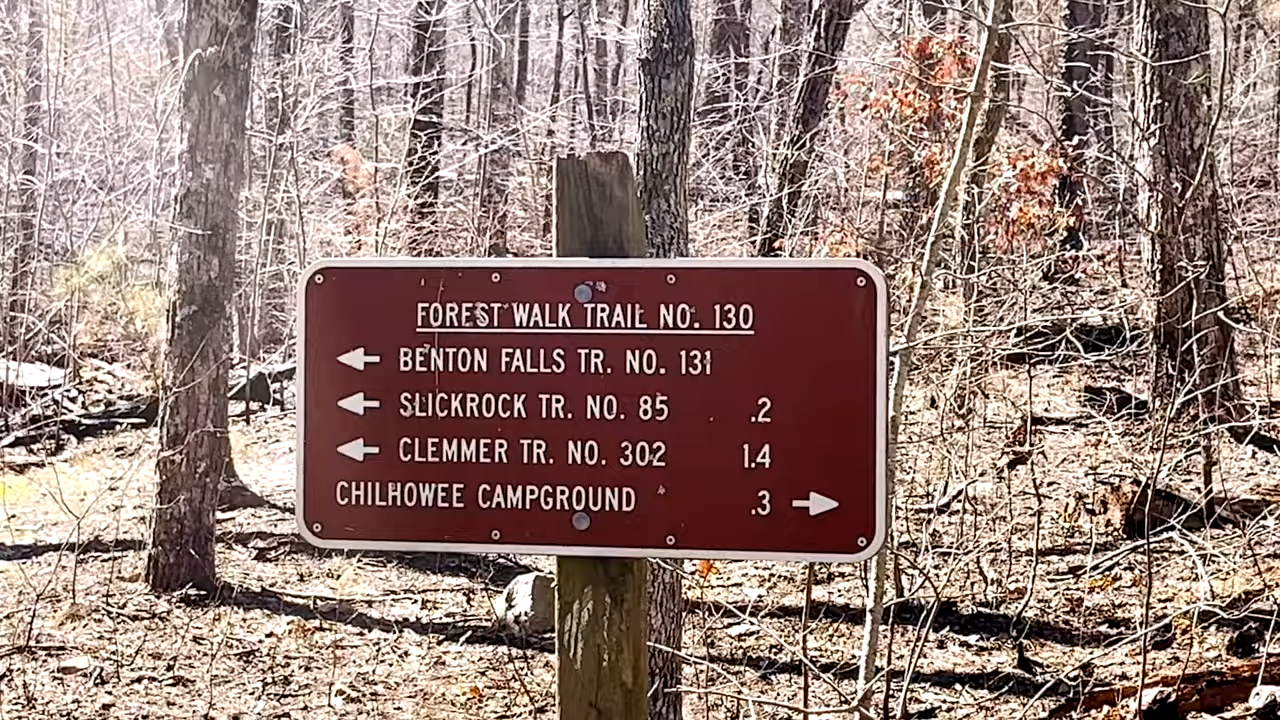 FOREST WALK TRAIL NO. 130
BENTON FALLS TR. NO. 131
SLICKROCK TR. NO. 85 .2
CLEMMER TR. NO. 302 1.4
CHILHOWEE CAMPGROUND .3